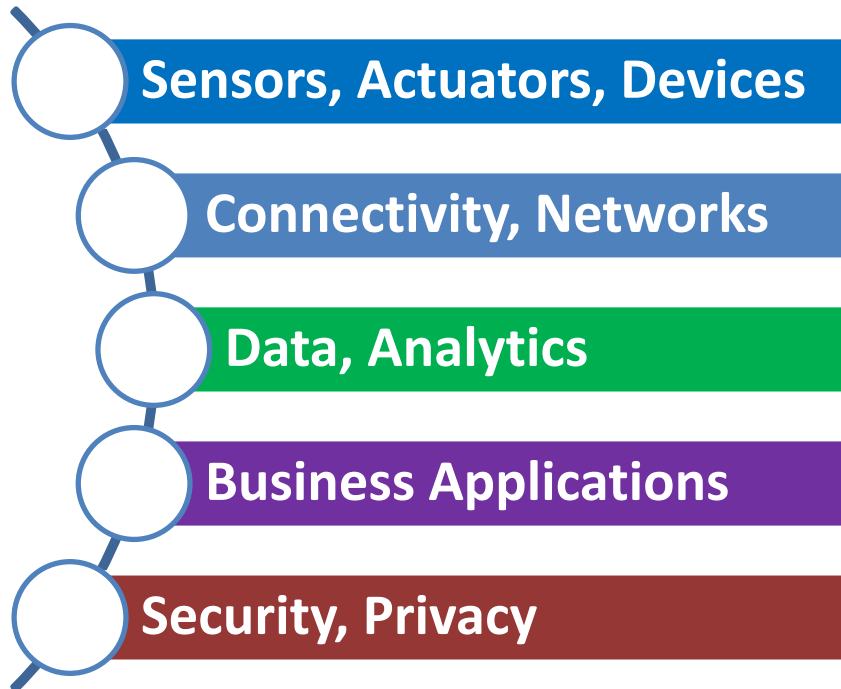 Sensors, Actuators, Devices
Connectivity, Networks
Data, Analytics
Business Applications
Security, Privacy